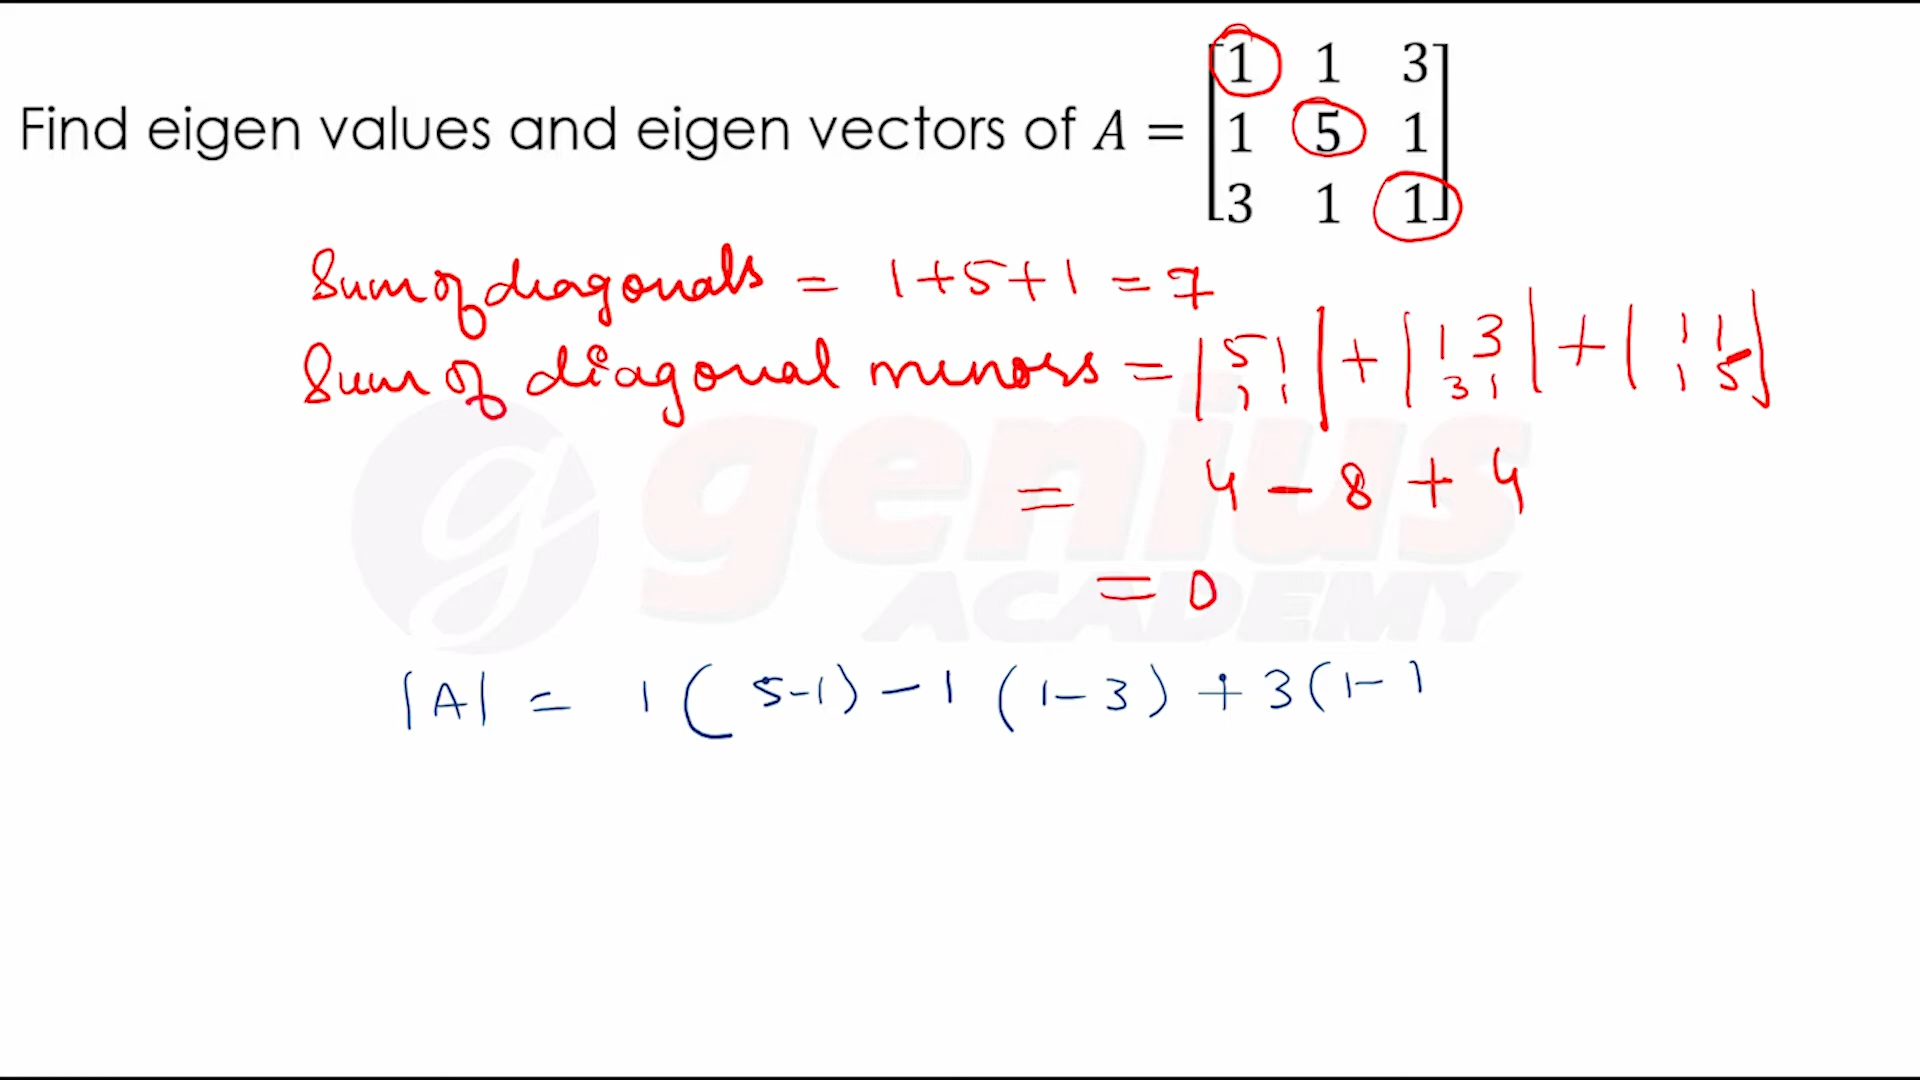 Find eigen values and eigen vectors of A = [1 1 3
1 5 1
3 1 1]
Sum of diagonals = 1+5+1 = 7
Sum of diagonal minors = |5 1 1 1| + |1 3 3 1| + |1 1 1 5|
= 4 - 8 + 4
= 0
genius
ACADEMY
|A| = 1(5-1) - 1(1-3) + 3(1-1